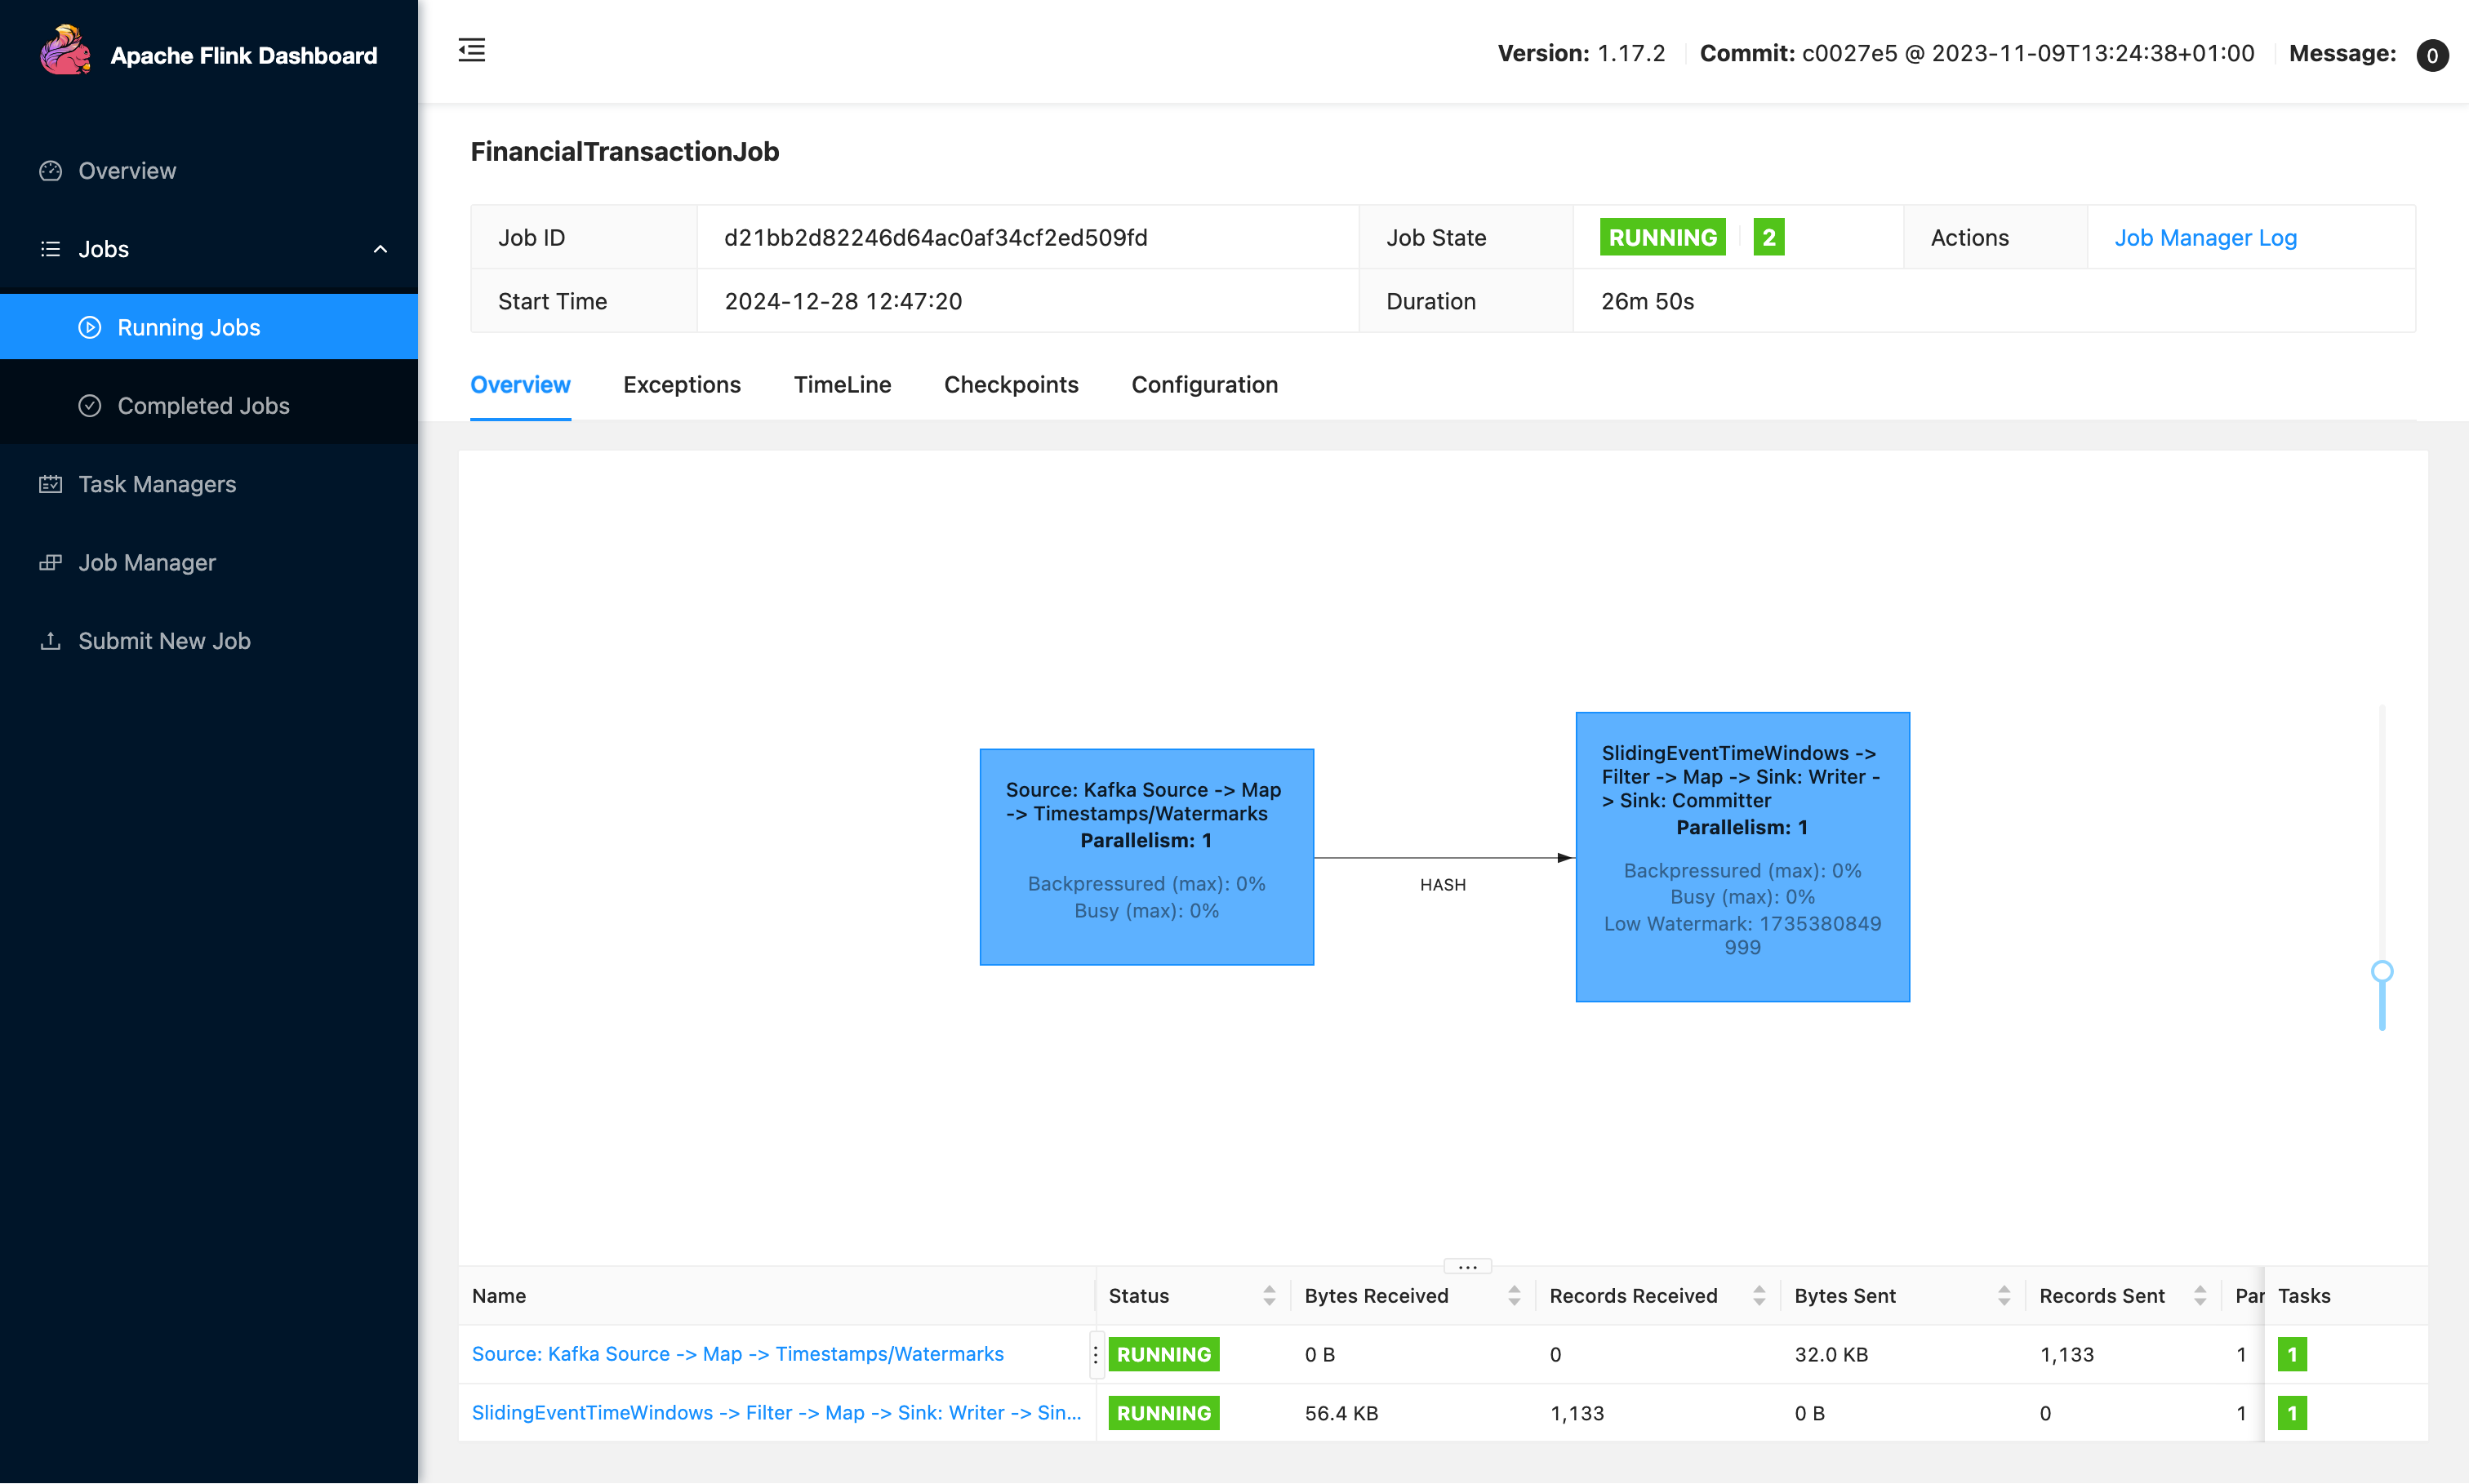 Apache Flink Dashboard
Version: 1.17.2 Commit: c0027e5 @ 2023-11-09T13:24:38+01:00 Message: 0
Overview
Jobs
Running Jobs
Completed Jobs
Task Managers
Job Manager
Submit New Job
FinancialTransactionJob
Job ID d21bb2d82246d64ac0af34cf2ed509fd Job State RUNNING 2 Actions Job Manager Log
Start Time 2024-12-28 12:47:20 Duration 26m 50s
Overview Exceptions TimeLine Checkpoints Configuration
Source: Kafka Source -> Map
-> Timestamps/Watermarks
Parallelism: 1
Backpressured (max): 0%
Busy (max): 0%
HASH
SlidingEventTimeWindows ->
Filter -> Map -> Sink: Writer -
> Sink: Committer
Parallelism: 1
Backpressured (max): 0%
Busy (max): 0%
Low Watermark: 1735380849
999
Name Status Bytes Received Records Received Bytes Sent Records Sent Par Tasks
Source: Kafka Source -> Map -> Timestamps/Watermarks RUNNING 0 B 0 32.0 KB 1,133 1 1
SlidingEventTimeWindows -> Filter -> Map -> Sink: Writer -> Sin... RUNNING 56.4 KB 1,133 0 B 0 1 1